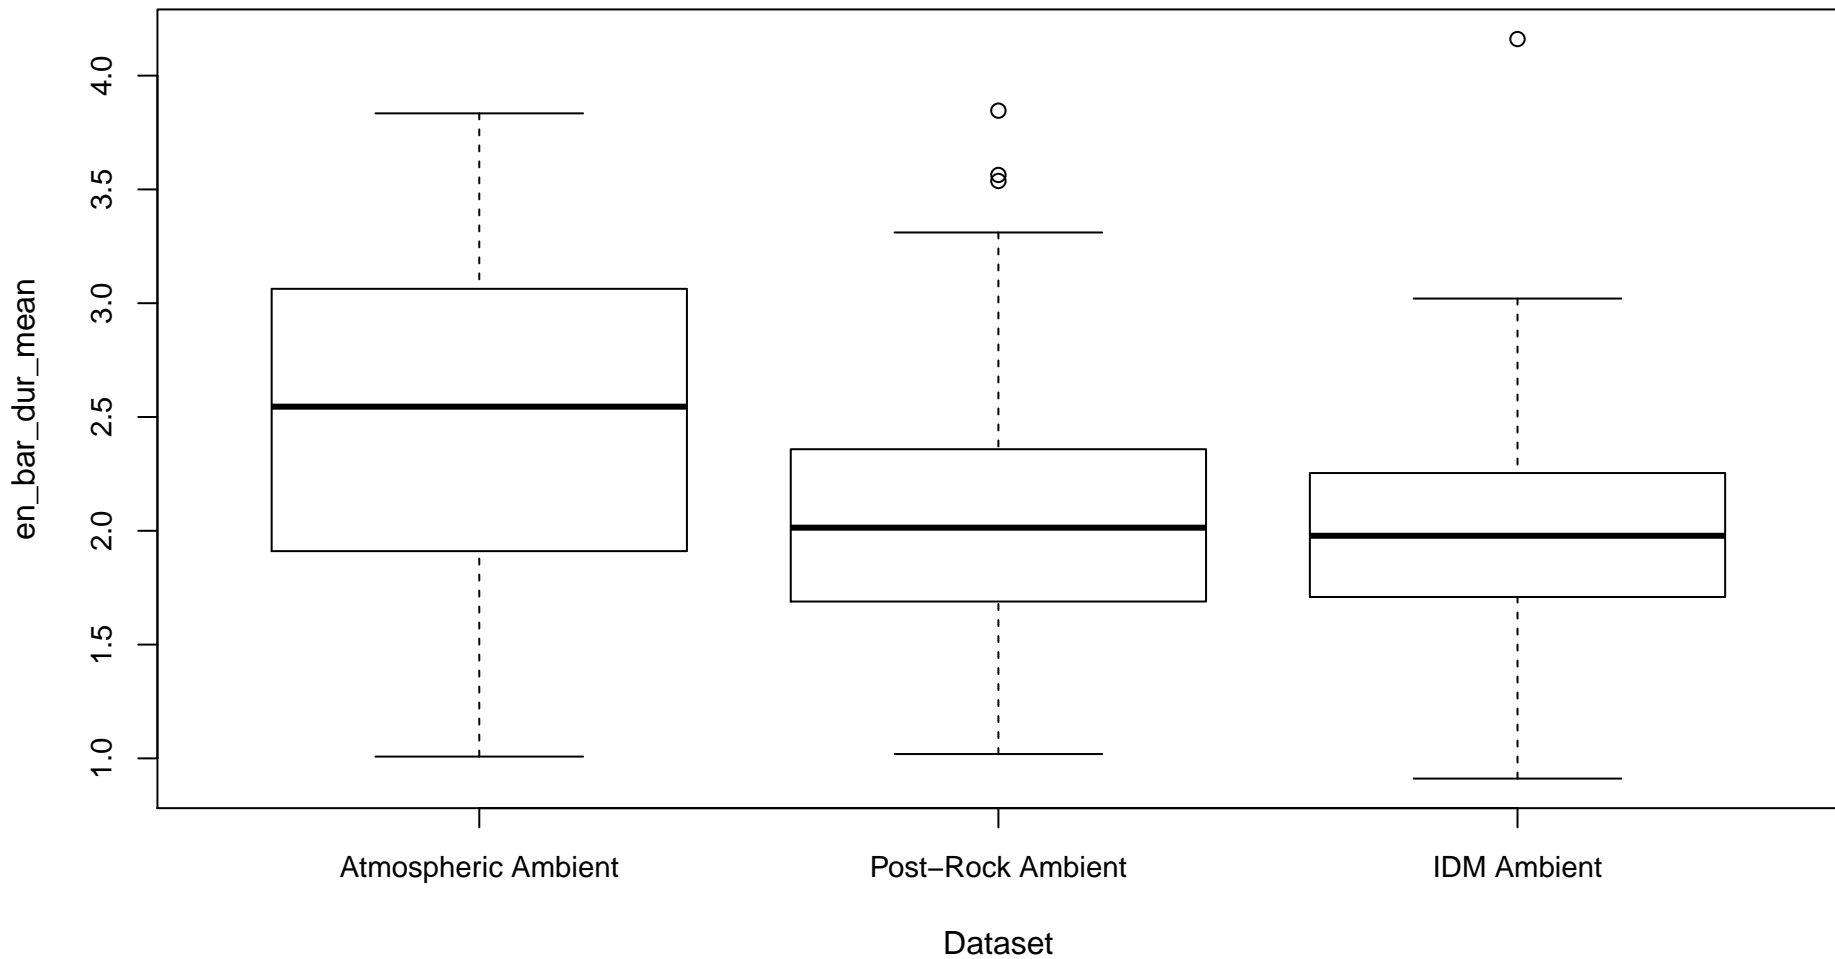 en_bar_dur_mean
4.0
3.5
3.0
2.5
2.0
1.5
1.0
Atmospheric Ambient
Post−Rock Ambient
IDM Ambient
Dataset